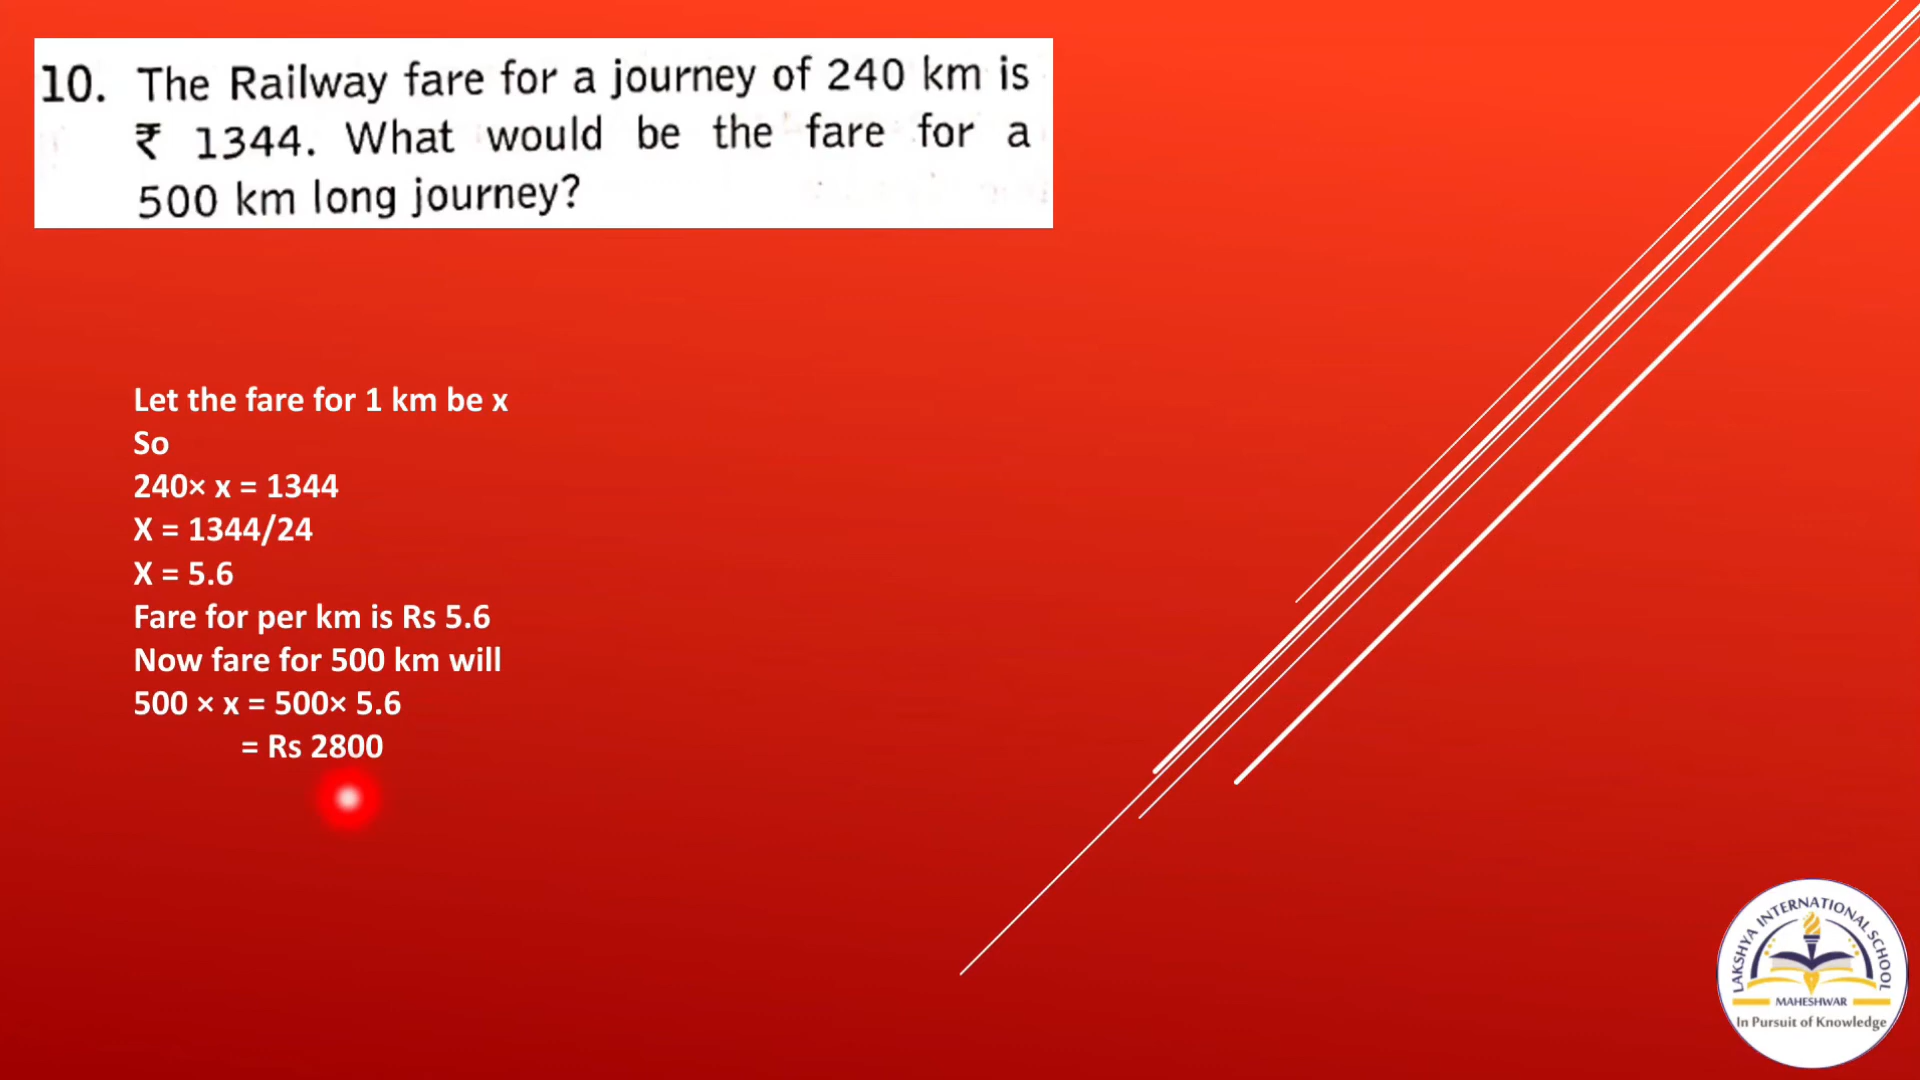 10. The Railway fare for a journey of 240 km is
₹ 1344. What would be the fare for a
500 km long journey?
Let the fare for 1 km be x
So
240× x = 1344
X = 1344/24
X = 5.6
Fare for per km is Rs 5.6
Now fare for 500 km will
500 × x = 500× 5.6
= Rs 2800
LAKSHYA INTERNATIONAL SCHOOL
MAHESHWAR
In Pursuit of Knowledge